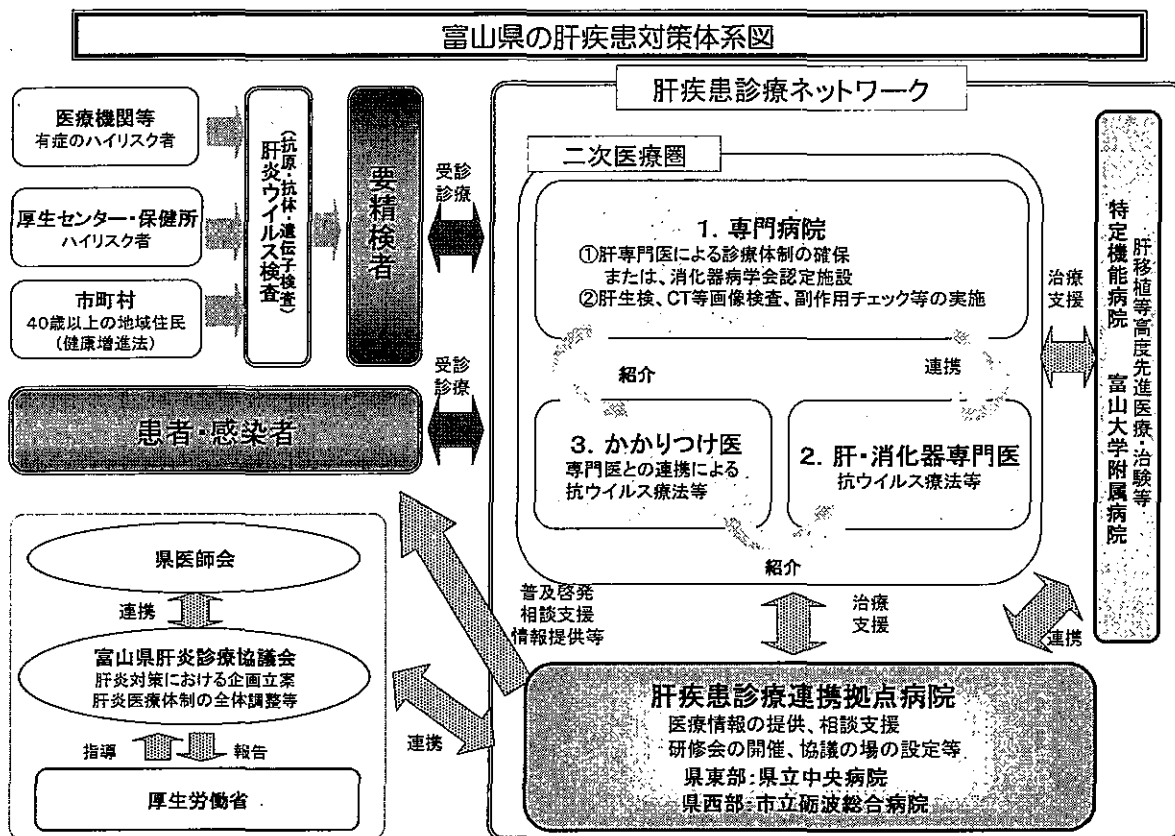 富山県の肝疾患対策体系図
肝疾患診療ネットワーク
医療機関等
有症のハイリスク者
厚生センター・保健所
ハイリスク者
市町村
40歳以上の地域住民
(健康増進法)
肝炎ウイルス検査
(抗原・抗体・遺伝子検査)
要精検者
受診
診療
患者・感染者
受診
診療
二次医療圏
1. 専門病院
①肝専門医による診療体制の確保
または、消化器病学会認定施設
②肝生検、CT等画像検査、副作用チェック等の実施
紹介
連携
3. かかりつけ医
専門医との連携による
抗ウイルス療法等
2. 肝・消化器専門医
抗ウイルス療法等
紹介
治療
支援
肝移植等高度先進医療・治験等
特定機能病院 富山大学附属病院
県医師会
連携
富山県肝炎診療協議会
肝炎対策における企画立案
肝炎医療体制の全体調整等
指導
報告
厚生労働省
普及啓発
相談支援
情報提供等
連携
治療
支援
連携
肝疾患診療連携拠点病院
医療情報の提供、相談支援
研修会の開催、協議の場の設定等
県東部:県立中央病院
県西部:市立砺波総合病院